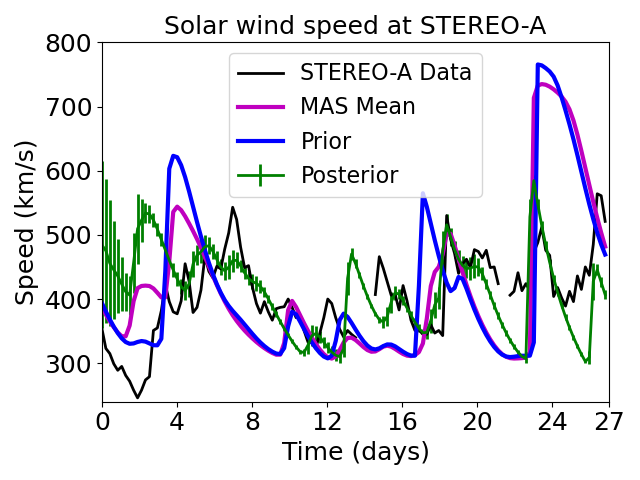 Solar wind speed at STEREO-A
800
700
600
500
400
300
Speed (km/s)
STEREO-A Data
MAS Mean
Prior
Posterior
0 4 8 12 16 20 24 27
Time (days)